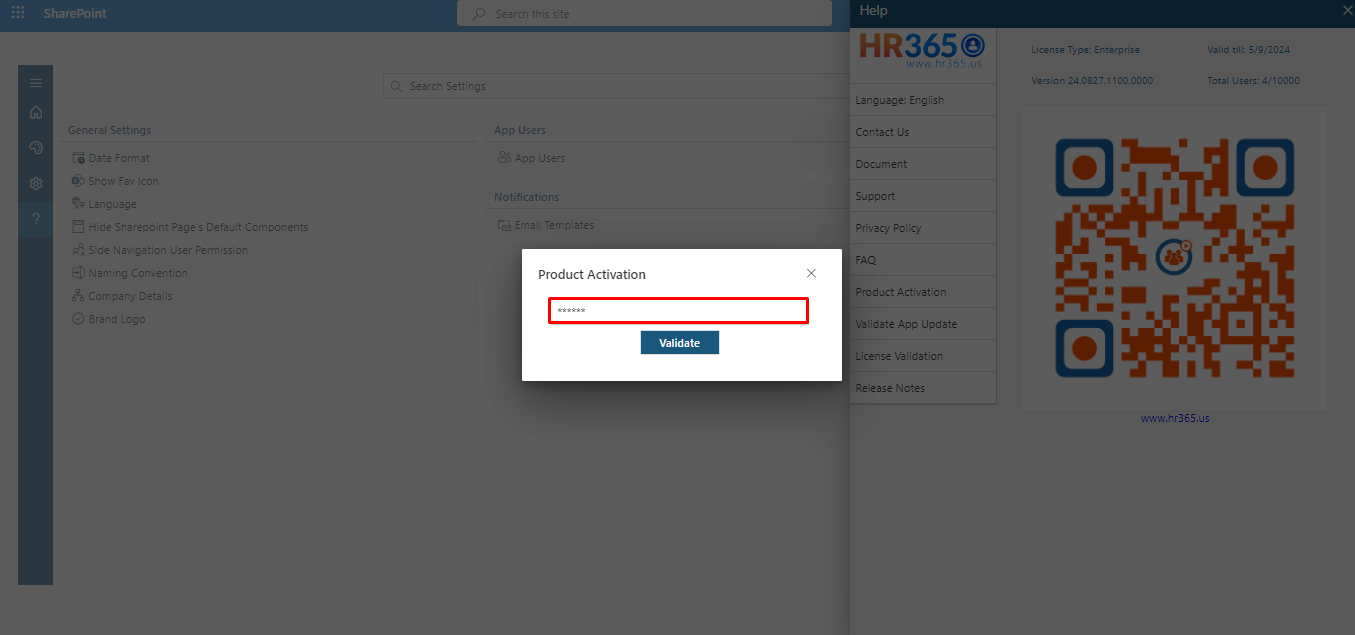 SharePoint
Search this site
Help
HR365
www.hr365.us
License Type: Enterprise
Valid till: 5/9/2024
Version 24.0827.1100.0000
Total Users: 4/10000
Search Settings
General Settings
Date Format
Show Fav Icon
Language
Hide Sharepoint Page's Default Components
Side Navigation User Permission
Naming Convention
Company Details
Brand Logo
App Users
App Users
Notifications
Email Templates
Product Activation
******
Validate
Language: English
Contact Us
Document
Support
Privacy Policy
FAQ
Product Activation
Validate App Update
License Validation
Release Notes
www.hr365.us